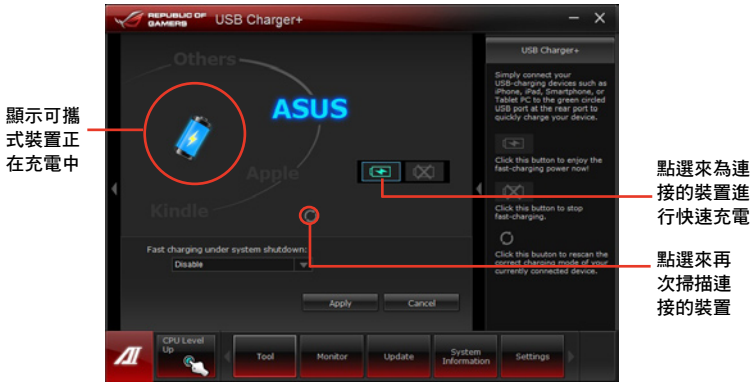 REPUBLIC OF
GAMERS
USB Charger+
Others
ASUS
Apple
Kindle
Fast charging under system shutdown:
Disable
Apply
Cancel
USB Charger+
Simply connect your
USB-charging devices such as
iPhone, iPad, Smartphone, or
Tablet PC to the green circled
USB port at the rear port to
quickly charge your device.
Click this button to enjoy the
fast-charging power now!
Click this button to stop
fast-charging.
Click this buuton to rescan the
correct charging mode of your
currently connected device.
CPU Level
Up
Tool
Monitor
Update
System
Information
Settings
顯示可攜
式裝置正
在充電中
點選來為連
接的裝置進
行快速充電
點選來再
次掃描連
接的裝置